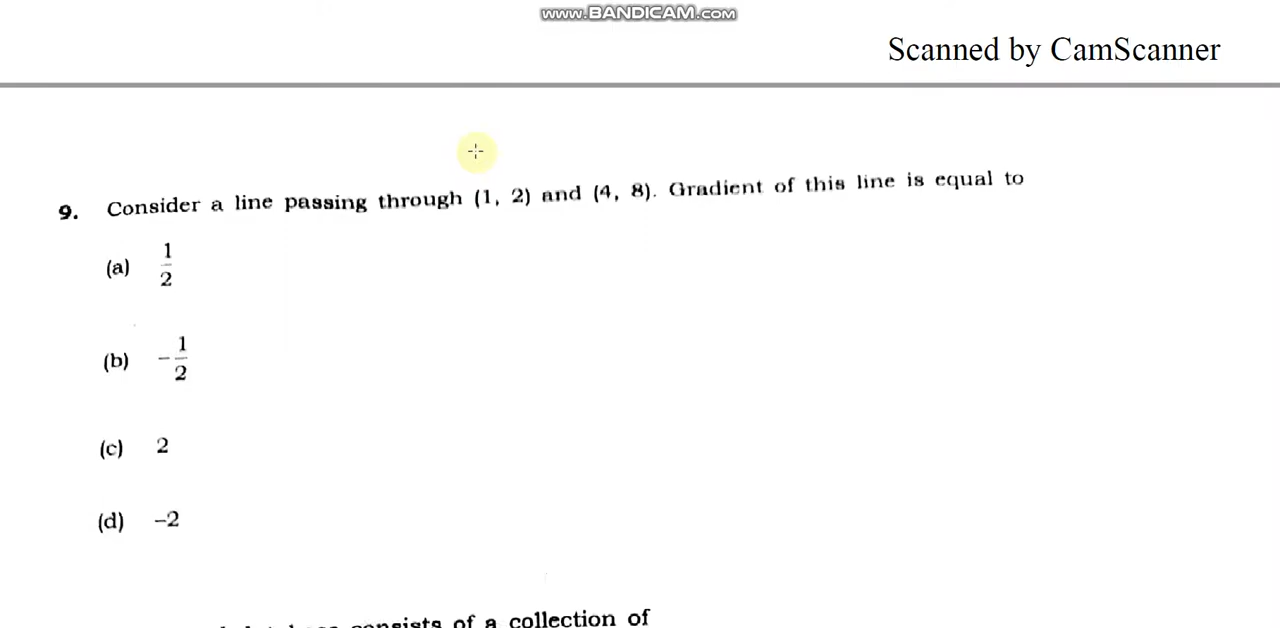 www.BANDICAM.com
Scanned by CamScanner
9. Consider a line passing through (1, 2) and (4, 8). Gradient of this line is equal to
(a) 1/2
(b) -1/2
(c) 2
(d) -2
consists of a collection of